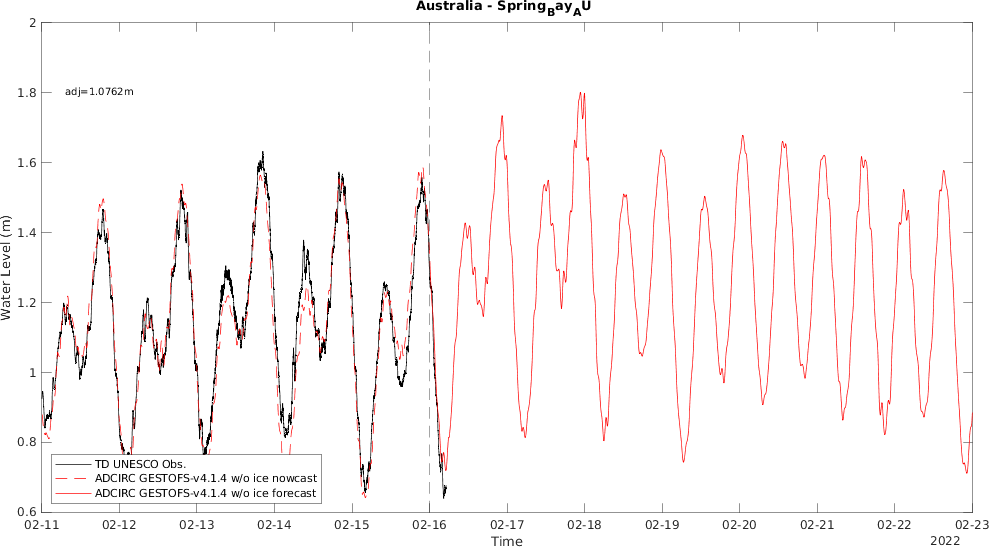 Australia - Spring_Bay_AU
2
1.8
adj=1.0762m
1.6
1.4
Water Level (m)
1.2
1
0.8
TD UNESCO Obs.
ADCIRC GESTOFS-v4.1.4 w/o ice nowcast
ADCIRC GESTOFS-v4.1.4 w/o ice forecast
0.6
02-11 02-12 02-13 02-14 02-15 02-16 02-17 02-18 02-19 02-20 02-21 02-22 02-23
Time
2022